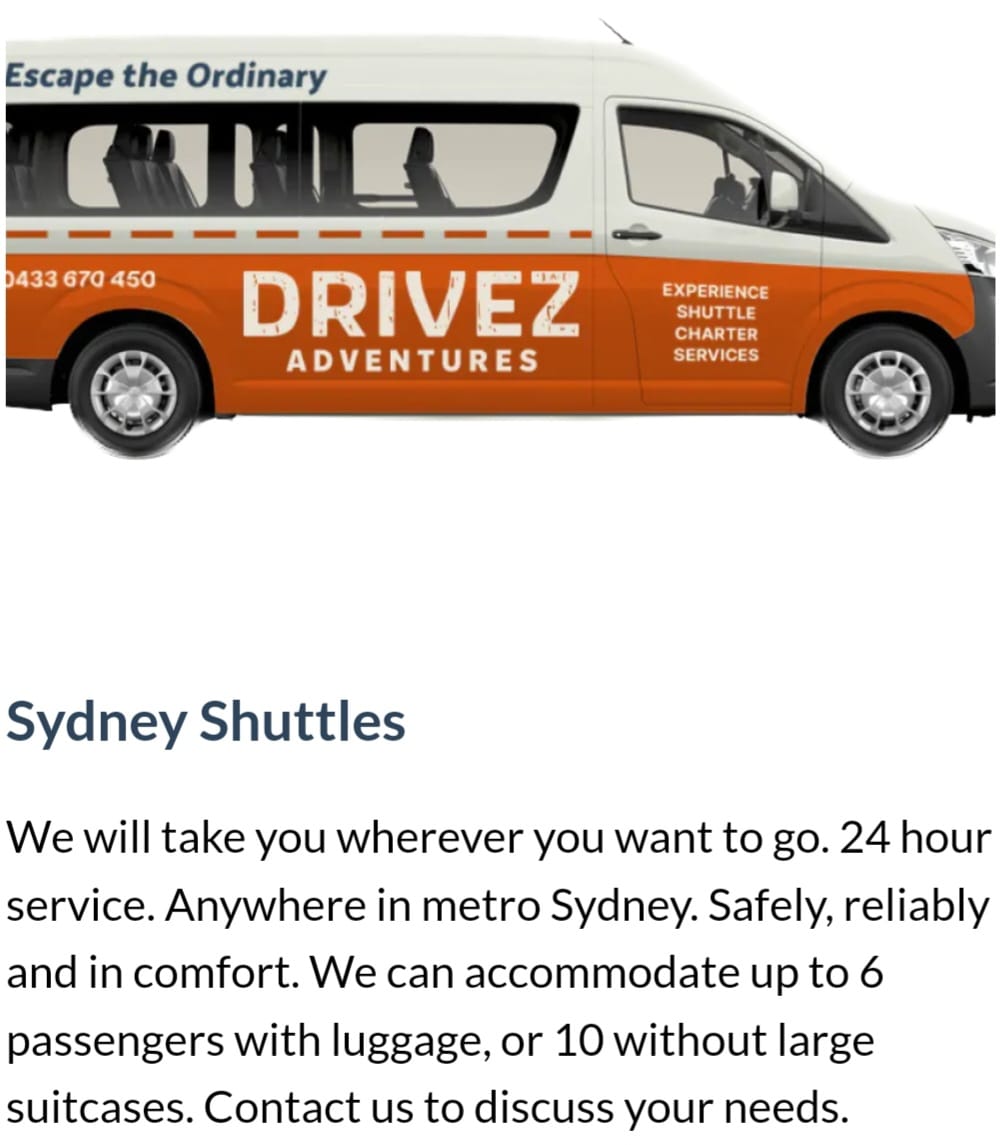 Escape the Ordinary
0433 670 450
DRIVEZ
ADVENTURES
EXPERIENCE
SHUTTLE
CHARTER
SERVICES
Sydney Shuttles
We will take you wherever you want to go. 24 hour
service. Anywhere in metro Sydney. Safely, reliably
and in comfort. We can accommodate up to 6
passengers with luggage, or 10 without large
suitcases. Contact us to discuss your needs.